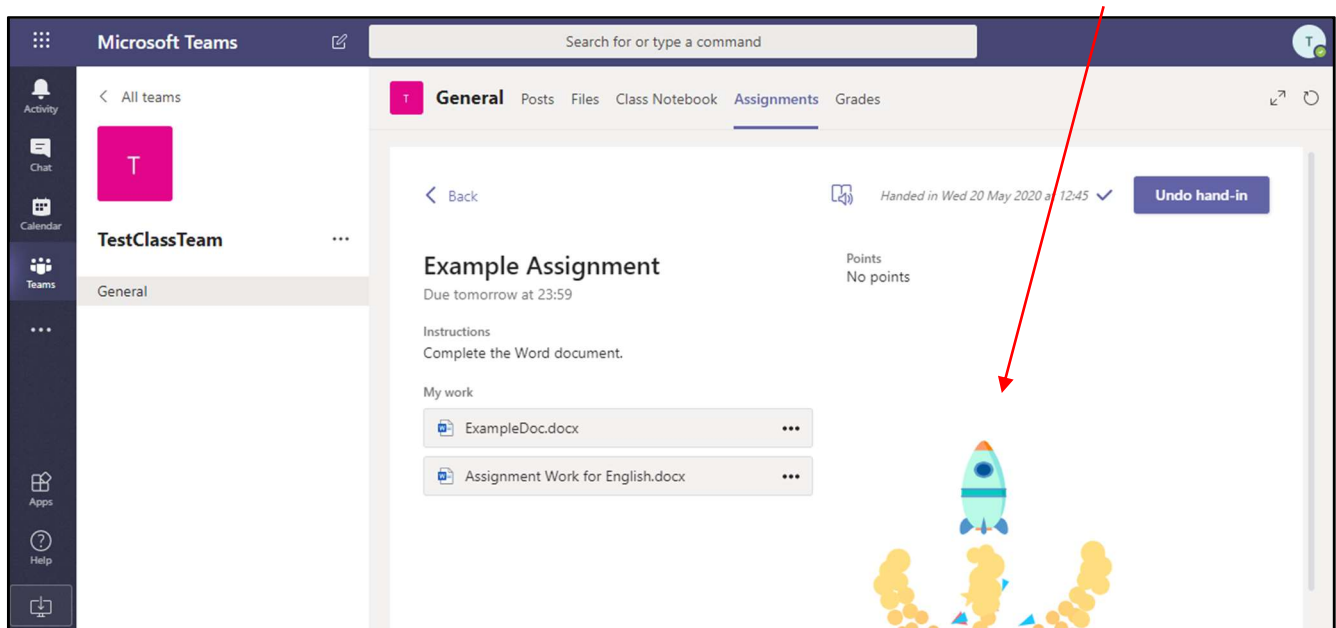 Microsoft Teams
Search for or type a command
T
Activity
Chat
Calendar
Teams
Apps
Help
All teams
T
TestClassTeam
General
T General Posts Files Class Notebook Assignments Grades
Back
Handed in Wed 20 May 2020 at 12:45
Undo hand-in
Example Assignment
Due tomorrow at 23:59
Points
No points
Instructions
Complete the Word document.
My work
ExampleDoc.docx
Assignment Work for English.docx